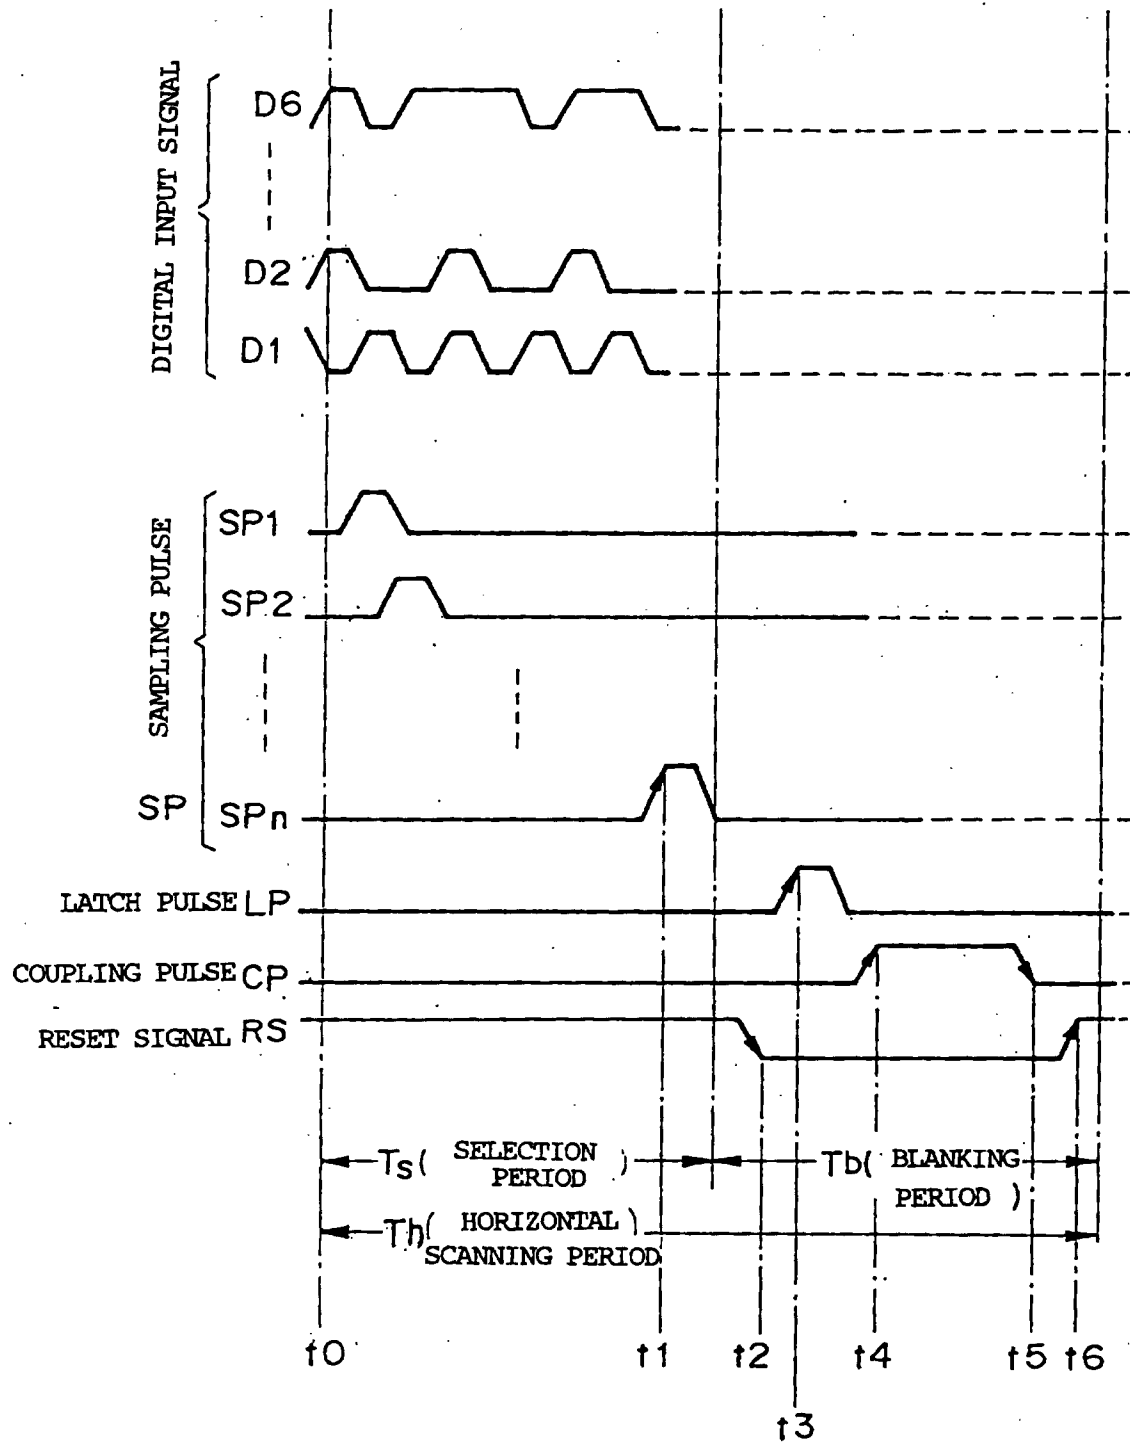 DIGITAL INPUT SIGNAL
D6
D2
D1
SAMPLING PULSE
SP1
SP2
SP
SPn
LATCH PULSE LP
COUPLING PULSE CP
RESET SIGNAL RS
Ts ( SELECTION PERIOD )
Tb ( BLANKING PERIOD )
Th ( HORIZONTAL SCANNING PERIOD )
t0
t1
t2
t3
t4
t5
t6